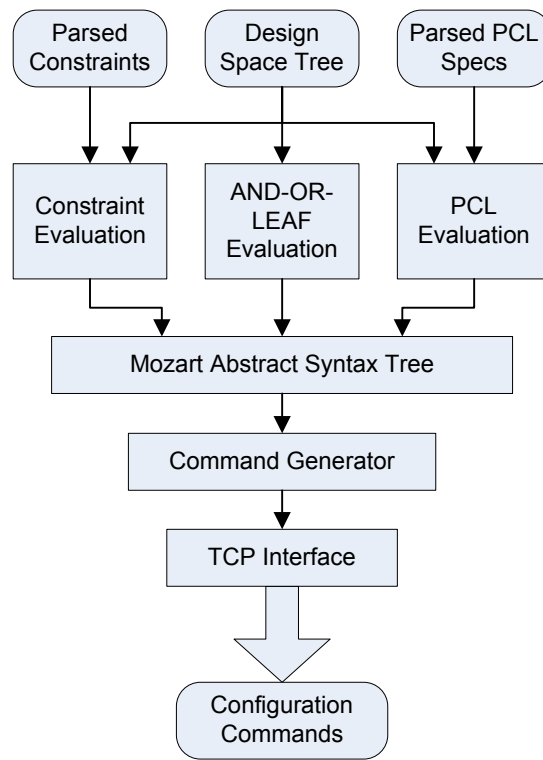 Parsed
Constraints
Design
Space Tree
Parsed PCL
Specs
Constraint
Evaluation
AND-OR-
LEAF
Evaluation
PCL
Evaluation
Mozart Abstract Syntax Tree
Command Generator
TCP Interface
Configuration
Commands